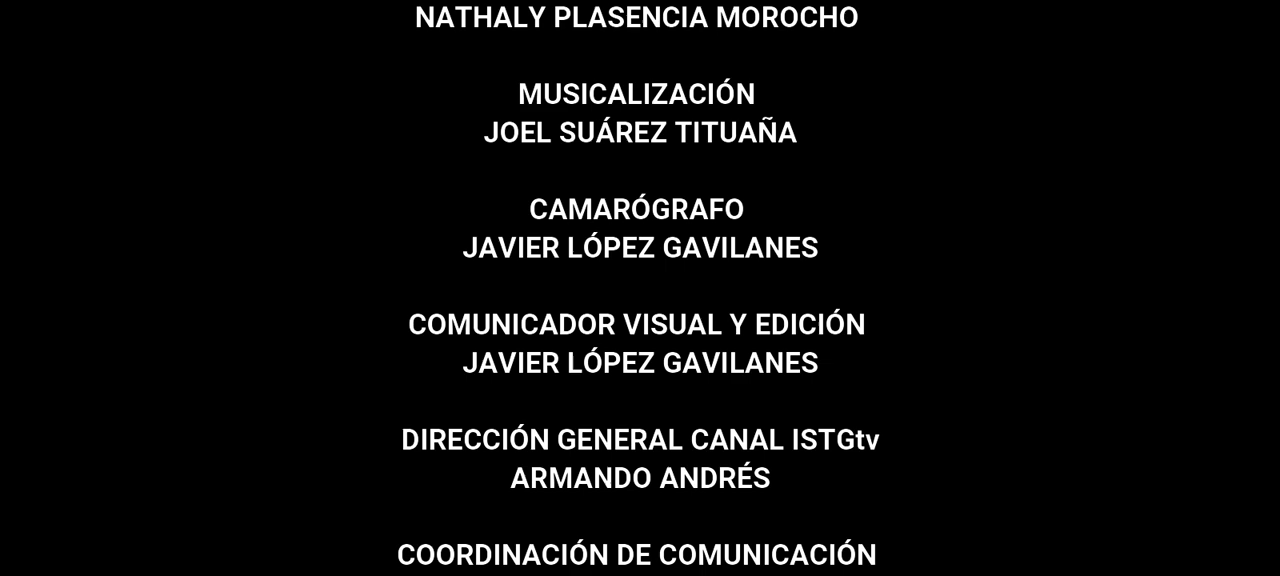 NATHALY PLASENCIA MOROCHO
MUSICALIZACIÓN
JOEL SUÁREZ TITUAÑA
CAMARÓGRAFO
JAVIER LÓPEZ GAVILANES
COMUNICADOR VISUAL Y EDICIÓN
JAVIER LÓPEZ GAVILANES
DIRECCIÓN GENERAL CANAL ISTGtv
ARMANDO ANDRÉS
COORDINACIÓN DE COMUNICACIÓN